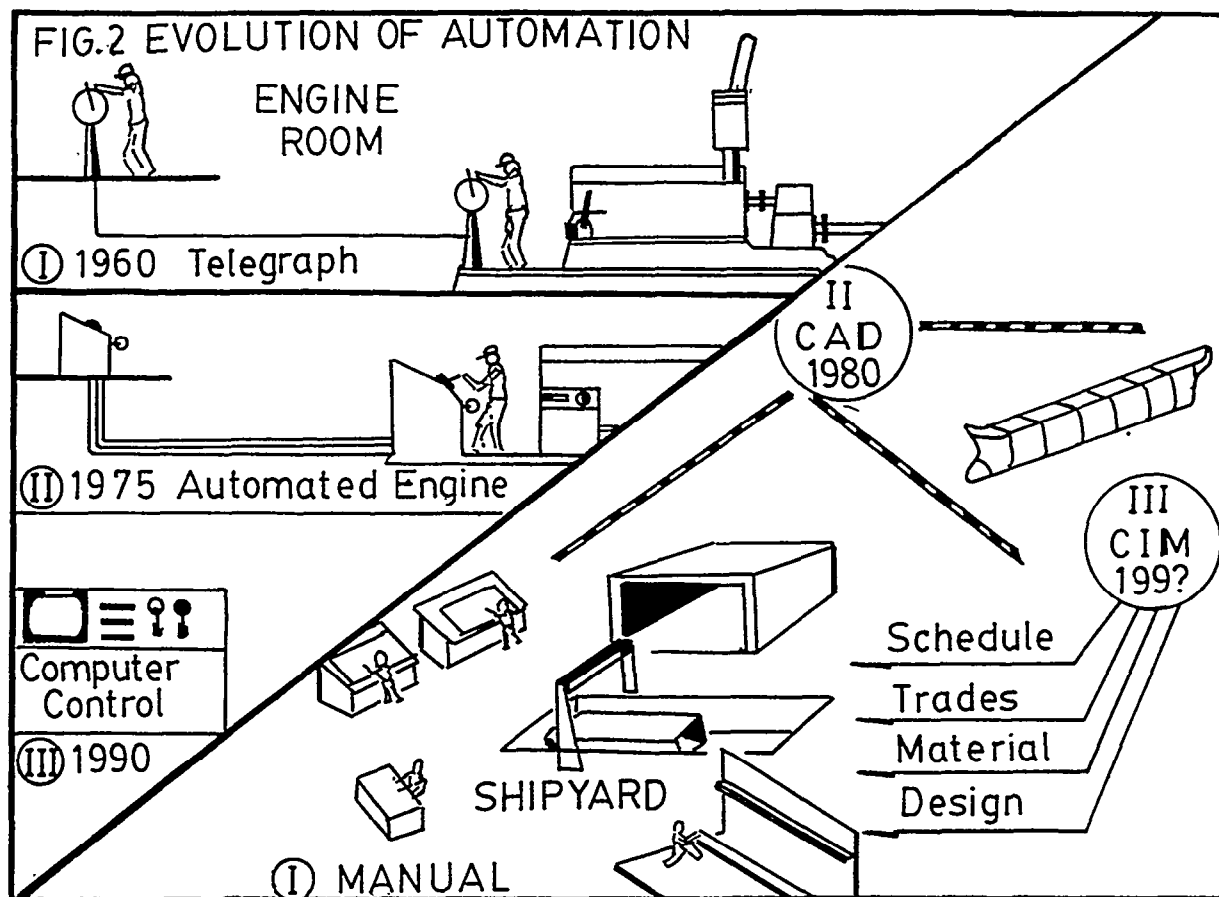 FIG.2 EVOLUTION OF AUTOMATION
ENGINE
ROOM
I 1960 Telegraph
II 1975 Automated Engine
Computer
Control
III 1990
II
CAD
1980
III
CIM
199?
Schedule
Trades
Material
Design
SHIPYARD
I MANUAL